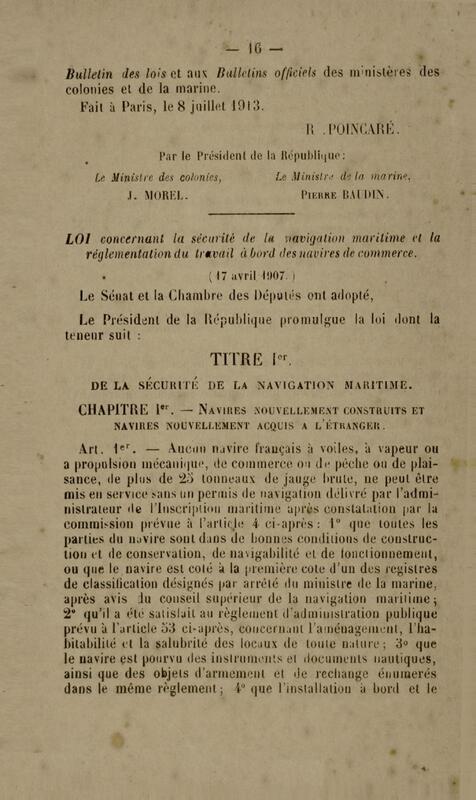 — 16 —
Bulletin des lois et aux Bulletins officiels des ministères des
colonies et de la marine.
Fait à Paris, le 8 juillet 1913.
R. POINCARÉ.
Par le Président de la République:
Le Ministre des colonies,
J. MOREL.
Le Ministre de la marine,
PIERRE BAUDIN.
LOI concernant la sécurité de la navigation maritime et la
réglementation du travail à bord des navires de commerce.
(17 avril 1907.)
Le Sénat et la Chambre des Députés ont adopté,
Le Président de la République promulgue la loi dont la
teneur suit :
TITRE Ier.
DE LA SÉCURITÉ DE LA NAVIGATION MARITIME.
CHAPITRE Ier. — NAVIRES NOUVELLEMENT CONSTRUITS ET
NAVIRES NOUVELLEMENT ACQUIS A L'ÉTRANGER.
Art. 1er. — Aucun navire français à voiles, à vapeur ou
a propulsion mécanique, de commerce ou de pêche ou de plai-
sance, de plus de 25 tonneaux de jauge brute, ne peut être
mis en service sans un permis de navigation délivré par l'admi-
nistrateur de l'Inscription maritime après constatation par la
commission prévue à l'article 4 ci-après : 1° que toutes les
parties du navire sont dans de bonnes conditions de construc-
tion et de conservation, de navigabilité et de fonctionnement,
ou que le navire est coté à la première cote d'un des registres
de classification désignés par arrêté du ministre de la marine,
après avis du conseil supérieur de la navigation maritime;
2° qu'il a été satisfait au règlement d'administration publique
prévu à l'article 53 ci-après, concernant l'aménagement, l'ha-
bitabilité et la salubrité des locaux de toute nature; 3° que
le navire est pourvu des instruments et documents nautiques,
ainsi que des objets d'armement et de rechange énumérés
dans le même règlement; 4° que l'installation à bord et le